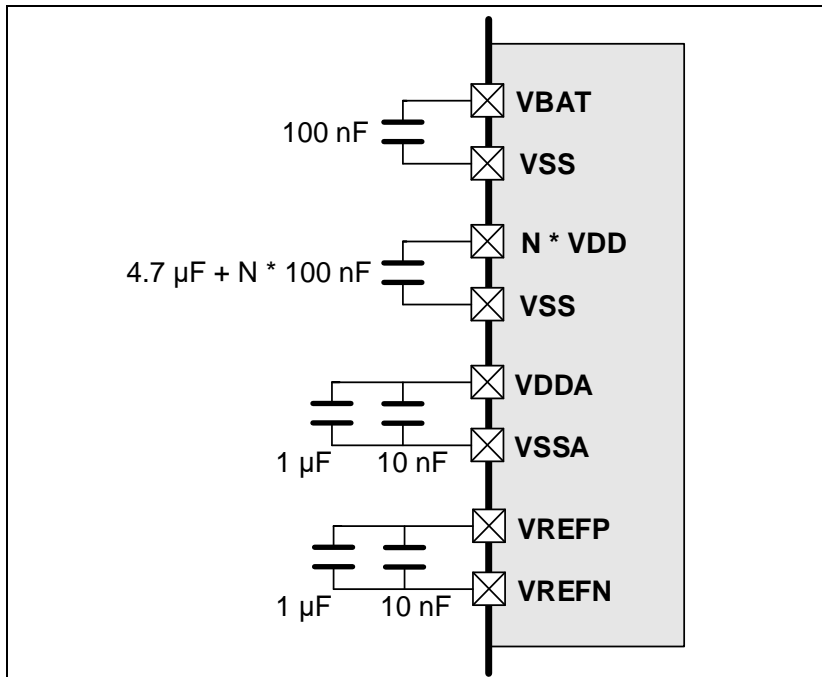 VBAT
100 nF
VSS
N * VDD
4.7 µF + N * 100 nF
VSS
VDDA
VSSA
1 µF
10 nF
VREFP
VREFN
1 µF
10 nF